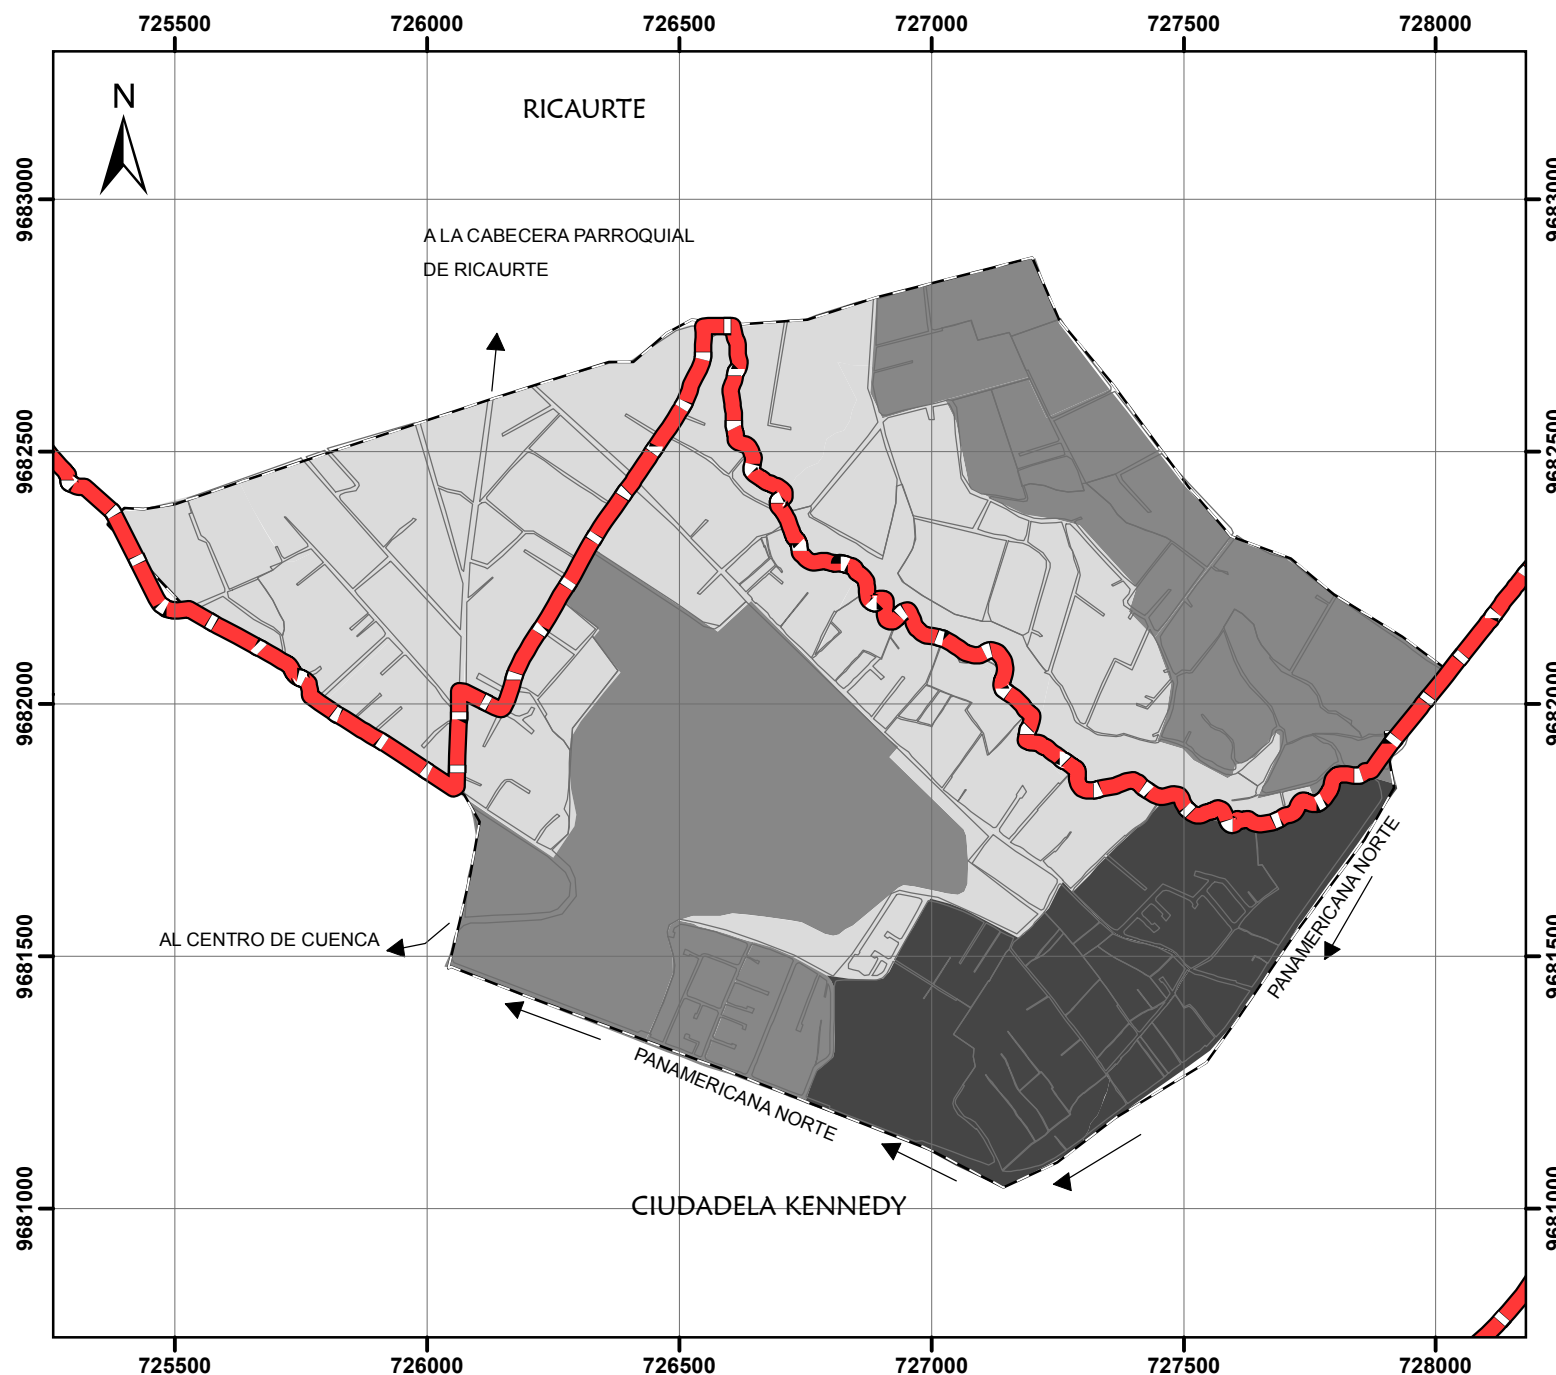 725500 726000 726500 727000 727500 728000
N
RICAURTE
9683000 9683000
A LA CABECERA PARROQUIAL
DE RICAURTE
9682500 9682500
9682000 9682000
PANAMERICANA NORTE
AL CENTRO DE CUENCA
9681500 9681500
PANAMERICANA NORTE
CIUDADELA KENNEDY
9681000 9681000
725500 726000 726500 727000 727500 728000